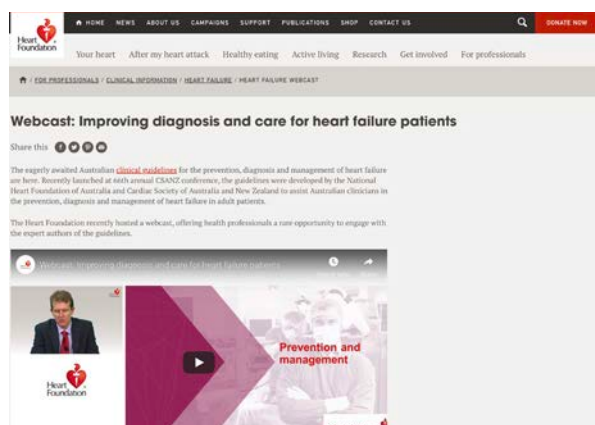 HOME NEWS ABOUT US CAMPAIGNS SUPPORT PUBLICATIONS SHOP CONTACT US DONATE NOW
Heart
Foundation
Your heart After my heart attack Healthy eating Active living Research Get involved For professionals
/ FOR PROFESSIONALS / CLINICAL INFORMATION / HEART FAILURE / HEART FAILURE WEBCAST
Webcast: Improving diagnosis and care for heart failure patients
Share this
The eagerly awaited Australian clinical guidelines for the prevention, diagnosis and management of heart failure
are here. Recently launched at 66th annual CSANZ conference, the guidelines were developed by the National
Heart Foundation of Australia and Cardiac Society of Australia and New Zealand to assist Australian clinicians in
the prevention, diagnosis and management of heart failure in adult patients.
The Heart Foundation recently hosted a webcast, offering health professionals a rare opportunity to engage with
the expert authors of the guidelines.
Webcast: Improving diagnosis and care for heart failure patients
Prevention and
management
Heart
Foundation